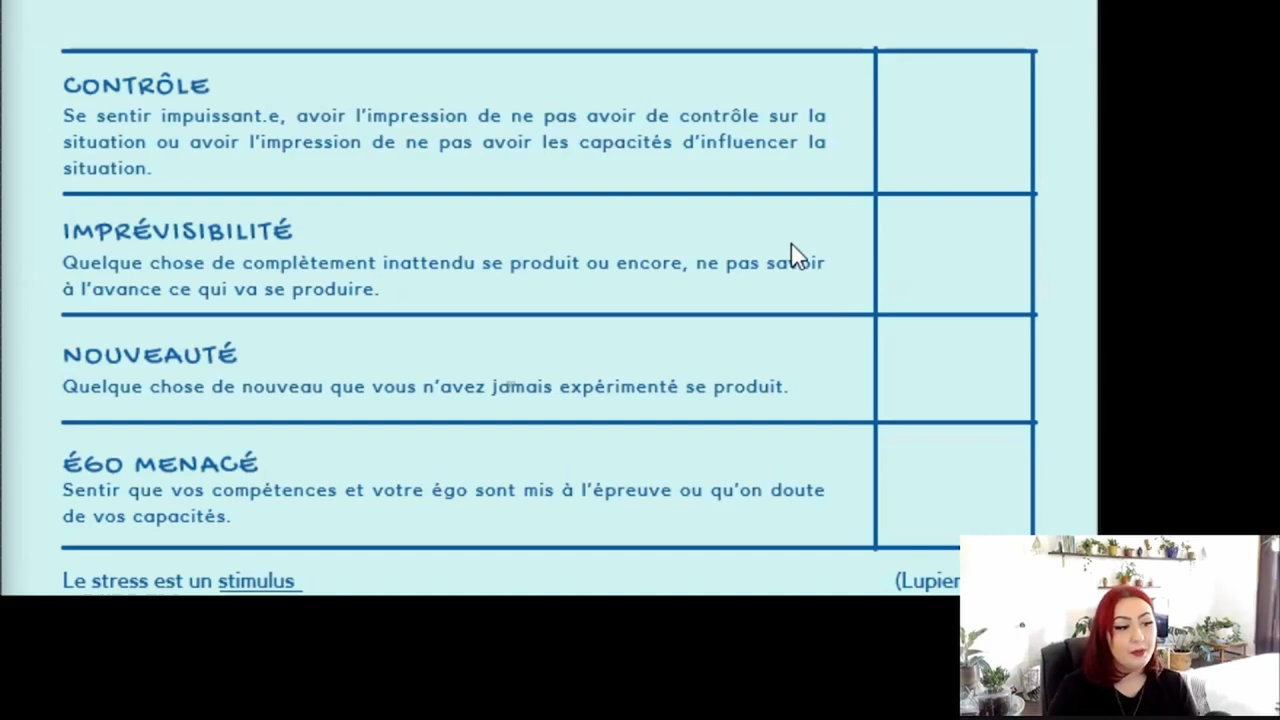 CONTRÔLE
Se sentir impuissant.e, avoir l'impression de ne pas avoir de contrôle sur la
situation ou avoir l'impression de ne pas avoir les capacités d'influencer la
situation.
IMPRÉVISIBILITÉ
Quelque chose de complètement inattendu se produit ou encore, ne pas savoir
à l'avance ce qui va se produire.
NOUVEAUTÉ
Quelque chose de nouveau que vous n'avez jamais expérimenté se produit.
ÉGO MENACÉ
Sentir que vos compétences et votre égo sont mis à l'épreuve ou qu'on doute
de vos capacités.
Le stress est un stimulus